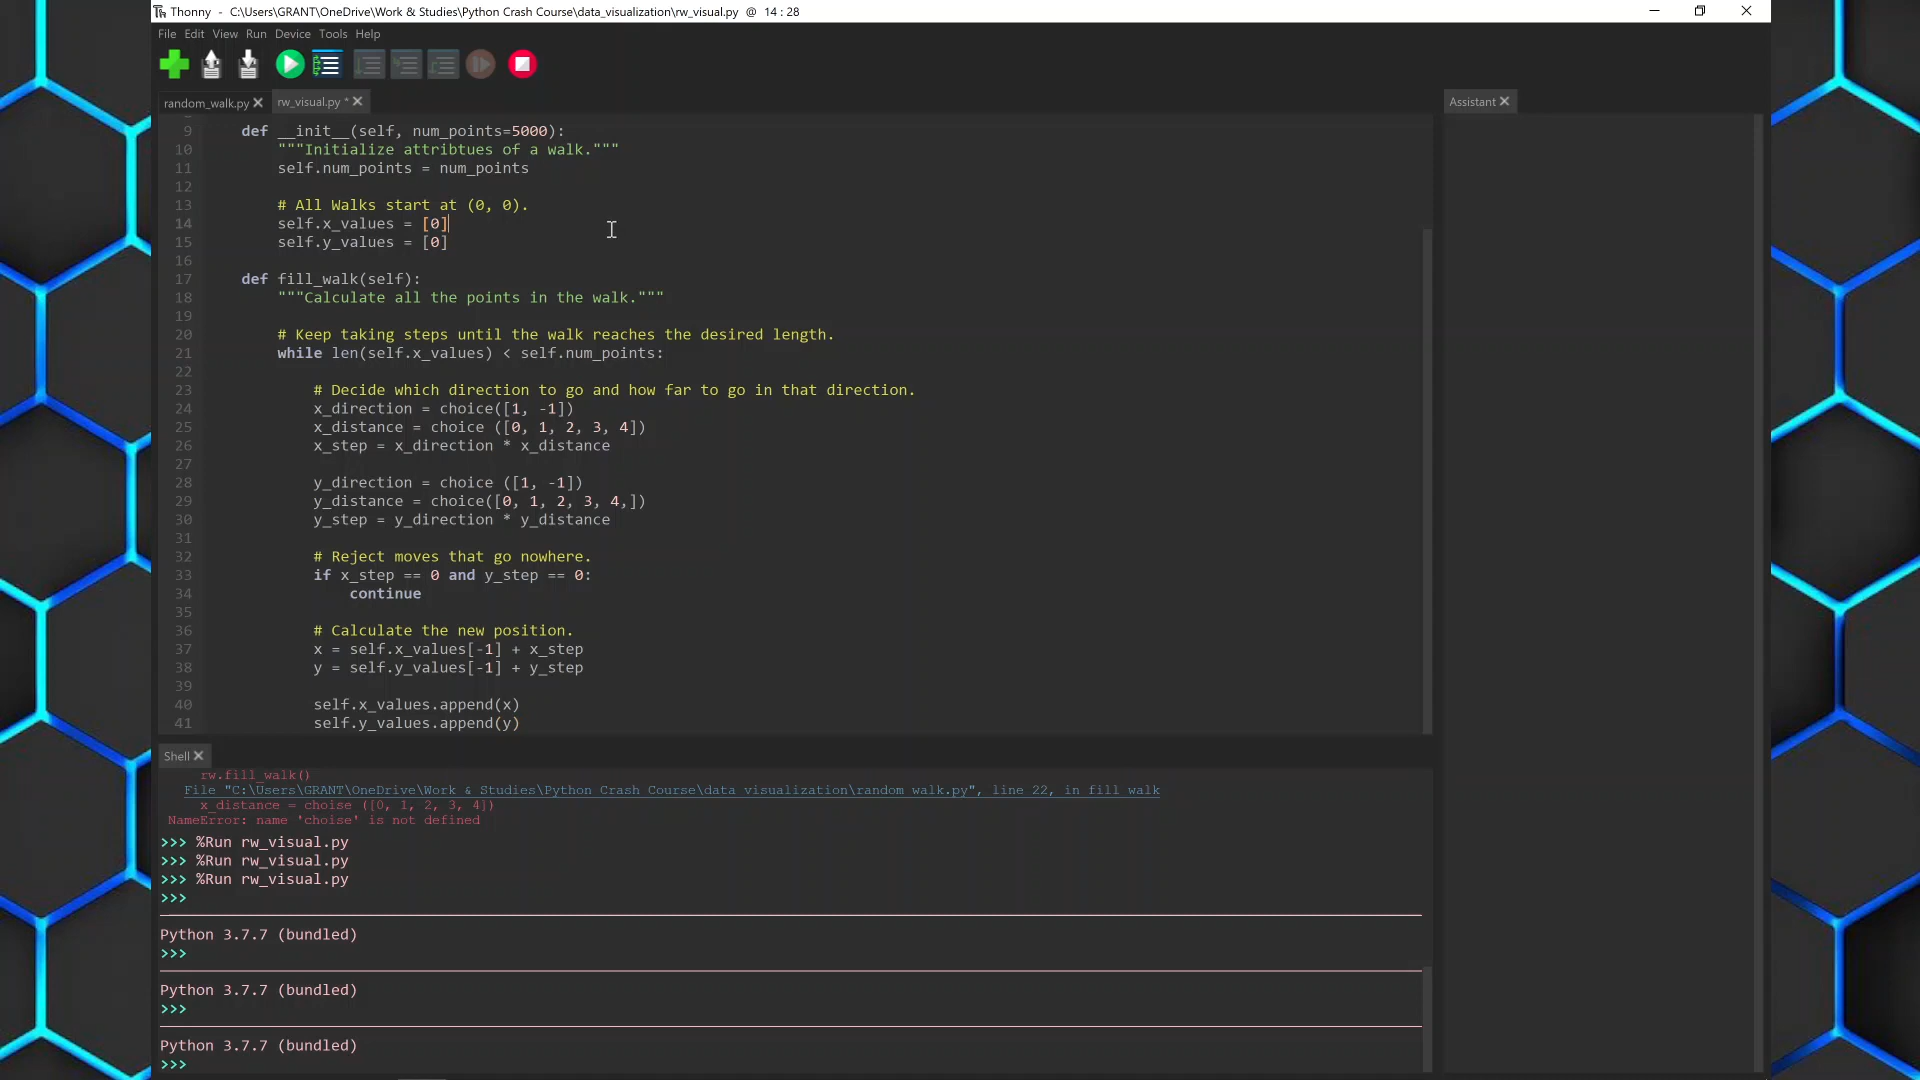 Thonny - C:\Users\GRANT\OneDrive\Work & Studies\Python Crash Course\data_visualization\rw_visual.py @ 14 : 28
File Edit View Run Device Tools Help
random_walk.py rw_visual.py * Assistant
9 def __init__(self, num_points=5000):
10 """Initialize attribtues of a walk."""
11 self.num_points = num_points
12
13 # All Walks start at (0, 0).
14 self.x_values = [0]
15 self.y_values = [0]
16
17 def fill_walk(self):
18 """Calculate all the points in the walk."""
19
20 # Keep taking steps until the walk reaches the desired length.
21 while len(self.x_values) < self.num_points:
22
23 # Decide which direction to go and how far to go in that direction.
24 x_direction = choice([1, -1])
25 x_distance = choice ([0, 1, 2, 3, 4])
26 x_step = x_direction * x_distance
27
28 y_direction = choice ([1, -1])
29 y_distance = choice([0, 1, 2, 3, 4,])
30 y_step = y_direction * y_distance
31
32 # Reject moves that go nowhere.
33 if x_step == 0 and y_step == 0:
34 continue
35
36 # Calculate the new position.
37 x = self.x_values[-1] + x_step
38 y = self.y_values[-1] + y_step
39
40 self.x_values.append(x)
41 self.y_values.append(y)
Shell
rw.fill_walk()
File "C:\Users\GRANT\OneDrive\Work & Studies\Python Crash Course\data_visualization\random_walk.py", line 22, in fill_walk
x_distance = choise ([0, 1, 2, 3, 4])
NameError: name 'choise' is not defined
>>> %Run rw_visual.py
>>> %Run rw_visual.py
>>> %Run rw_visual.py
>>>
Python 3.7.7 (bundled)
>>>
Python 3.7.7 (bundled)
>>>
Python 3.7.7 (bundled)
>>>